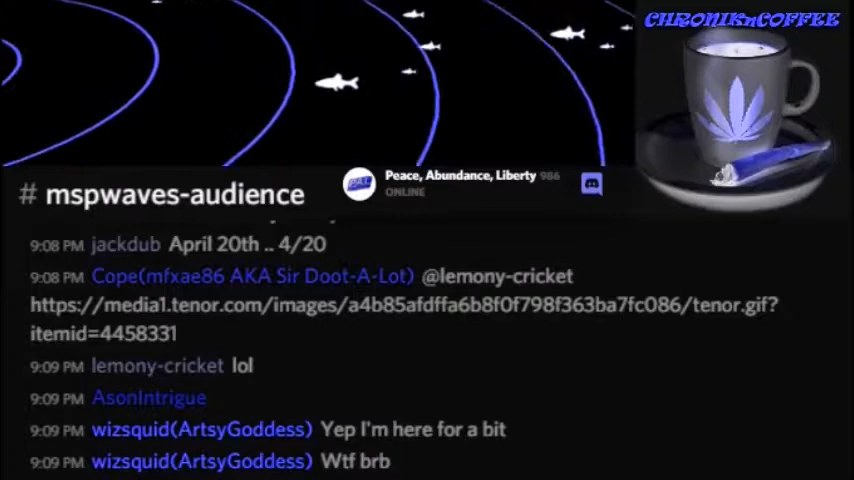 CHRONIKnCOFFEE
PAL
Peace, Abundance, Liberty 986
ONLINE
# mspwaves-audience
9:08 PM jackdub April 20th .. 4/20
9:08 PM Cope(mfxae86 AKA Sir Doot-A-Lot) @lemony-cricket
https://media1.tenor.com/images/a4b85afdffa6b8f0f798f363ba7fc086/tenor.gif?
itemid=4458331
9:09 PM lemony-cricket lol
9:09 PM AsonIntrigue
9:09 PM wizsquid(ArtsyGoddess) Yep I'm here for a bit
9:09 PM wizsquid(ArtsyGoddess) Wtf brb